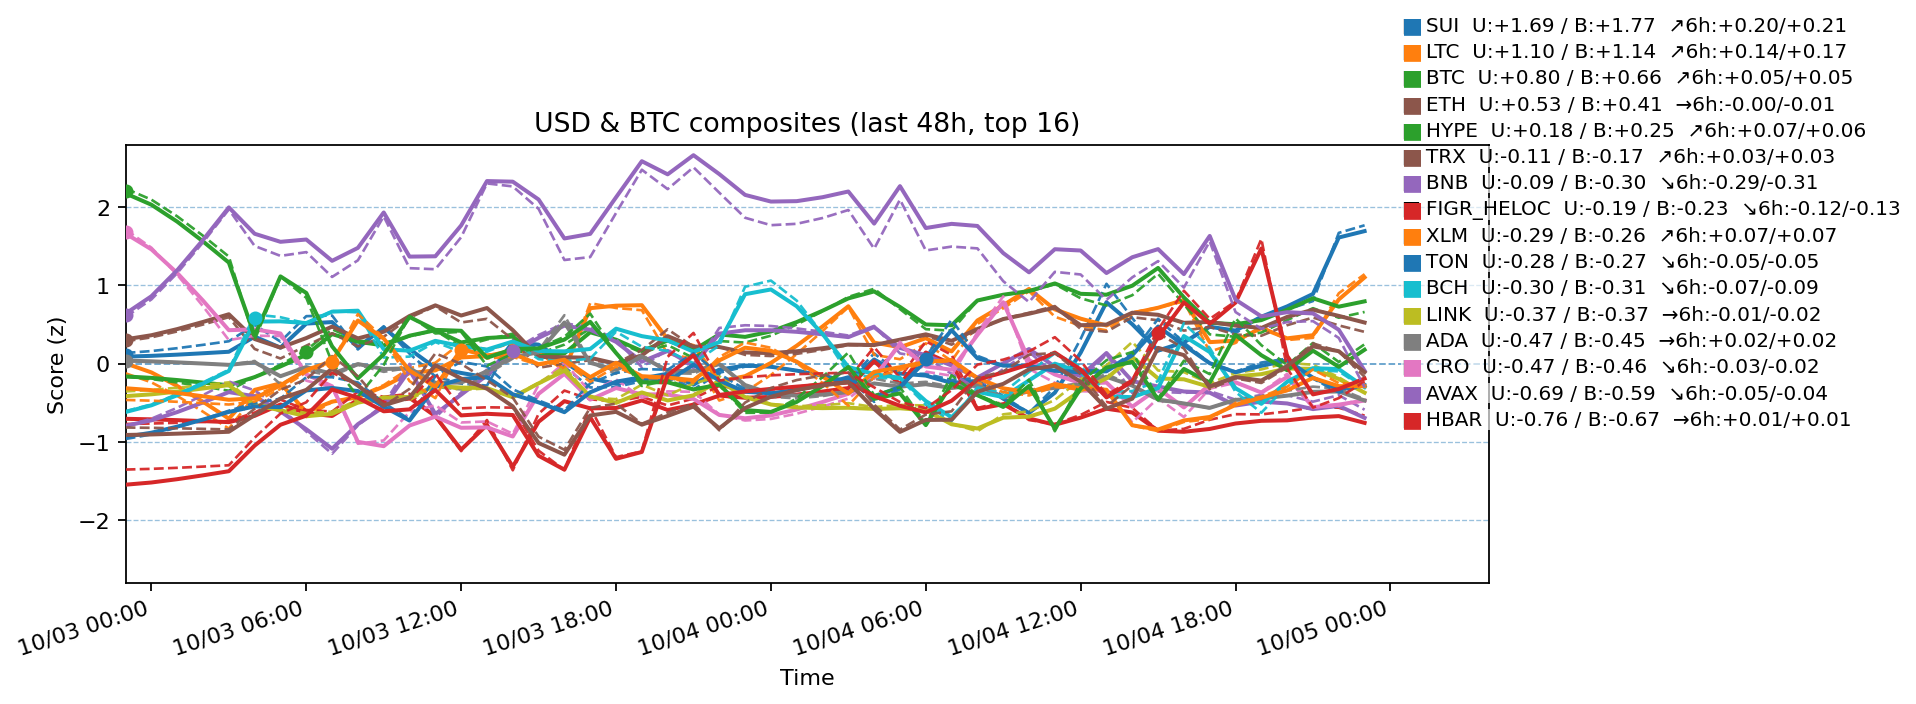 SUI U:+1.69 / B:+1.77 ↗6h:+0.20/+0.21
LTC U:+1.10 / B:+1.14 ↗6h:+0.14/+0.17
BTC U:+0.80 / B:+0.66 ↗6h:+0.05/+0.05
ETH U:+0.53 / B:+0.41 →6h:-0.00/-0.01
HYPE U:+0.18 / B:+0.25 ↗6h:+0.07/+0.06
TRX U:-0.11 / B:-0.17 ↗6h:+0.03/+0.03
BNB U:-0.09 / B:-0.30 ↘6h:-0.29/-0.31
FIGR_HELOC U:-0.19 / B:-0.23 ↘6h:-0.12/-0.13
XLM U:-0.29 / B:-0.26 ↗6h:+0.07/+0.07
TON U:-0.28 / B:-0.27 ↘6h:-0.05/-0.05
BCH U:-0.30 / B:-0.31 ↘6h:-0.07/-0.09
LINK U:-0.37 / B:-0.37 →6h:-0.01/-0.02
ADA U:-0.47 / B:-0.45 →6h:+0.02/+0.02
CRO U:-0.47 / B:-0.46 ↘6h:-0.03/-0.02
AVAX U:-0.69 / B:-0.59 ↘6h:-0.05/-0.04
HBAR U:-0.76 / B:-0.67 →6h:+0.01/+0.01
USD & BTC composites (last 48h, top 16)
Score (z)
2
1
0
−1
−2
10/03 00:00
10/03 06:00
10/03 12:00
10/03 18:00
10/04 00:00
10/04 06:00
10/04 12:00
10/04 18:00
10/05 00:00
Time